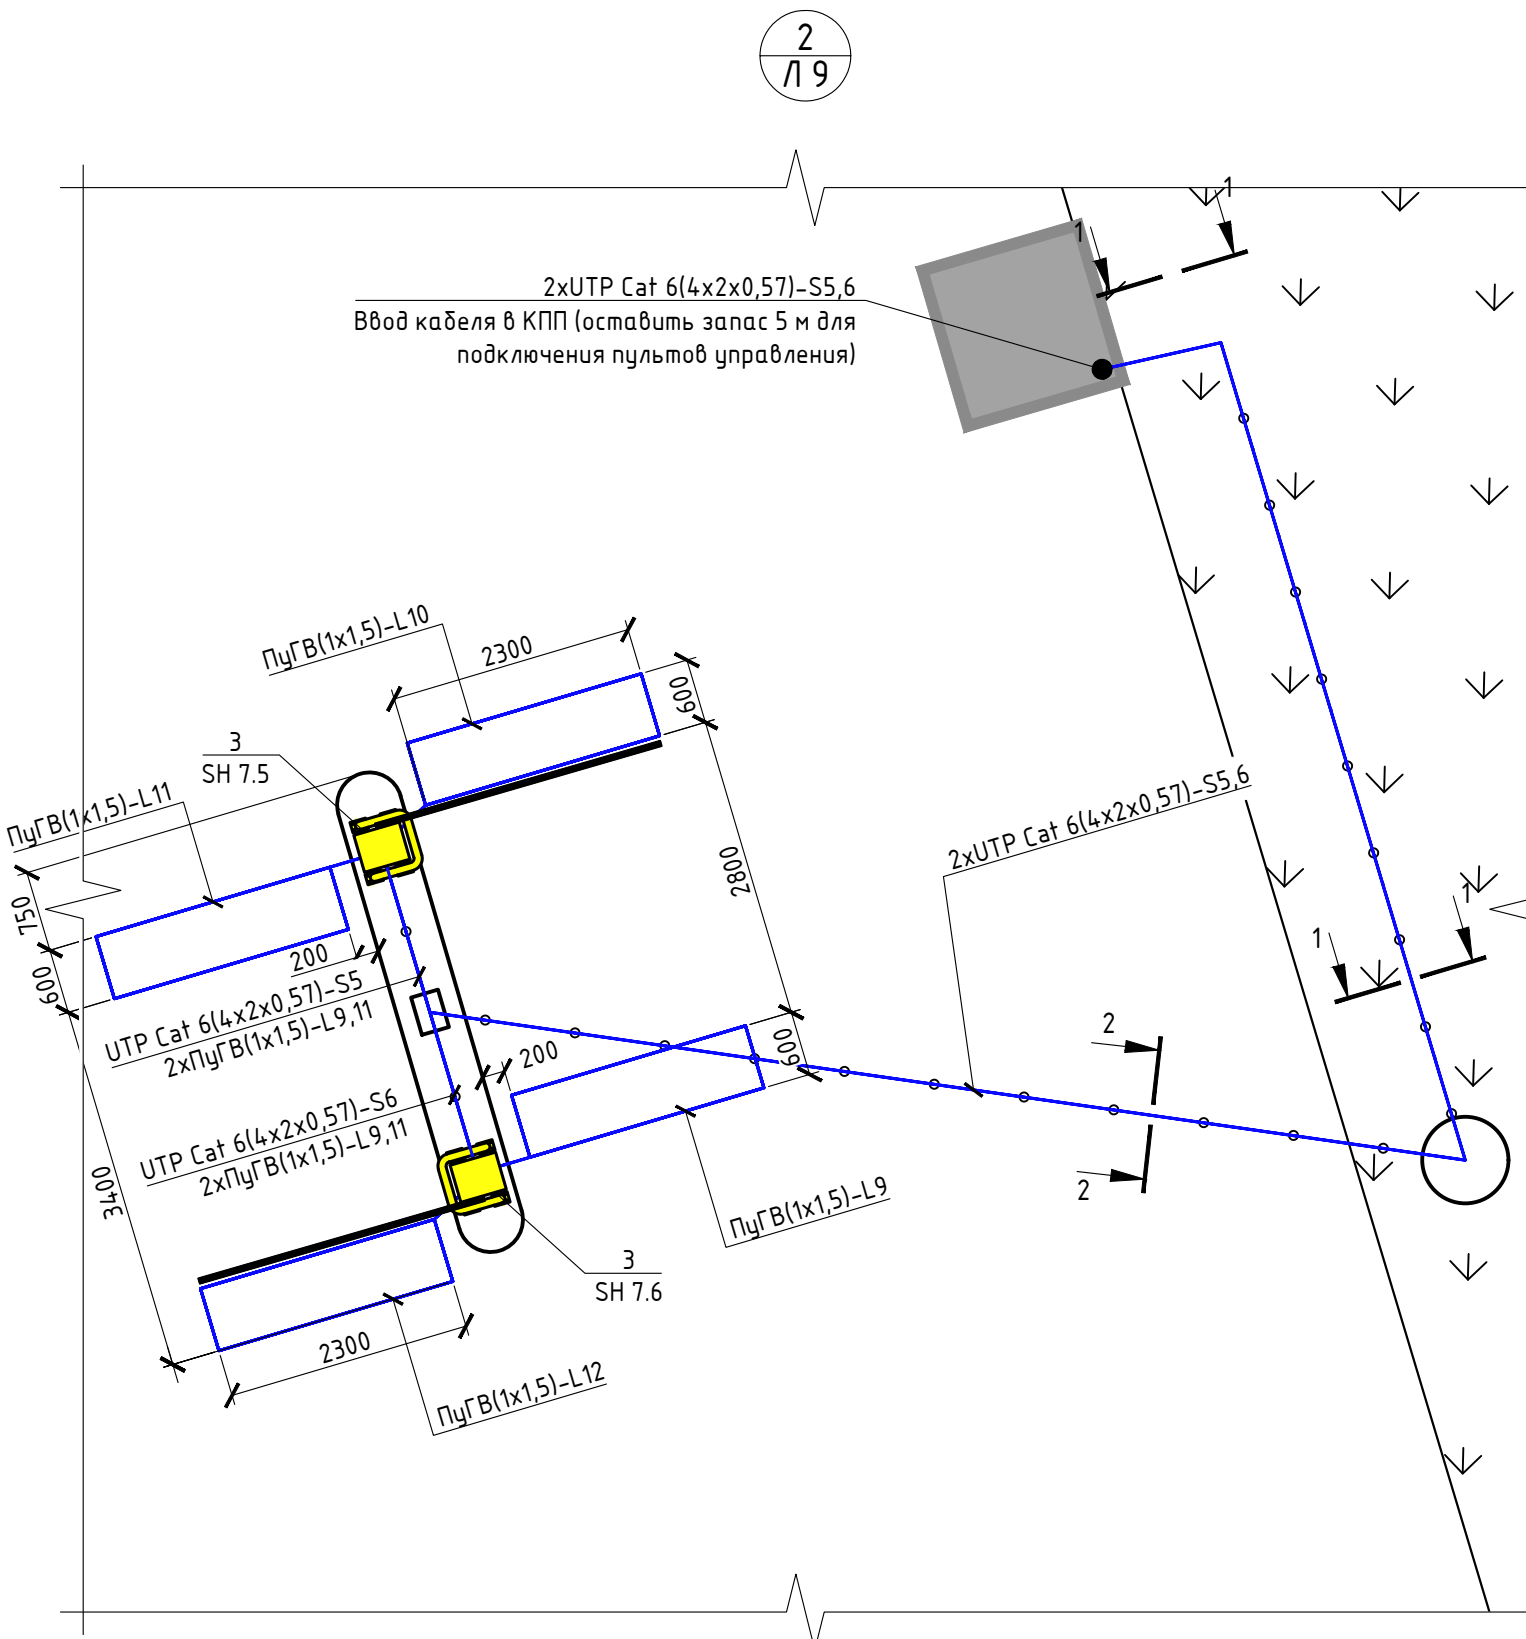 2
Л 9
1
1
2xUTP Cat 6(4x2x0,57)-S5,6
Ввод кабеля в КПП (оставить запас 5 м для
подключения пультов управления)
ПуГВ(1x1,5)-L10
2300
600
3
SH 7.5
ПуГВ(1x1,5)-L11
2xUTP Cat 6(4x2x0,57)-S5,6
2800
750
600
200
1
1
UTP Cat 6(4x2x0,57)-S5
2xПуГВ(1x1,5)-L9,11
200
600
2
2
UTP Cat 6(4x2x0,57)-S6
2xПуГВ(1x1,5)-L9,11
3400
ПуГВ(1x1,5)-L9
3
SH 7.6
2300
ПуГВ(1x1,5)-L12